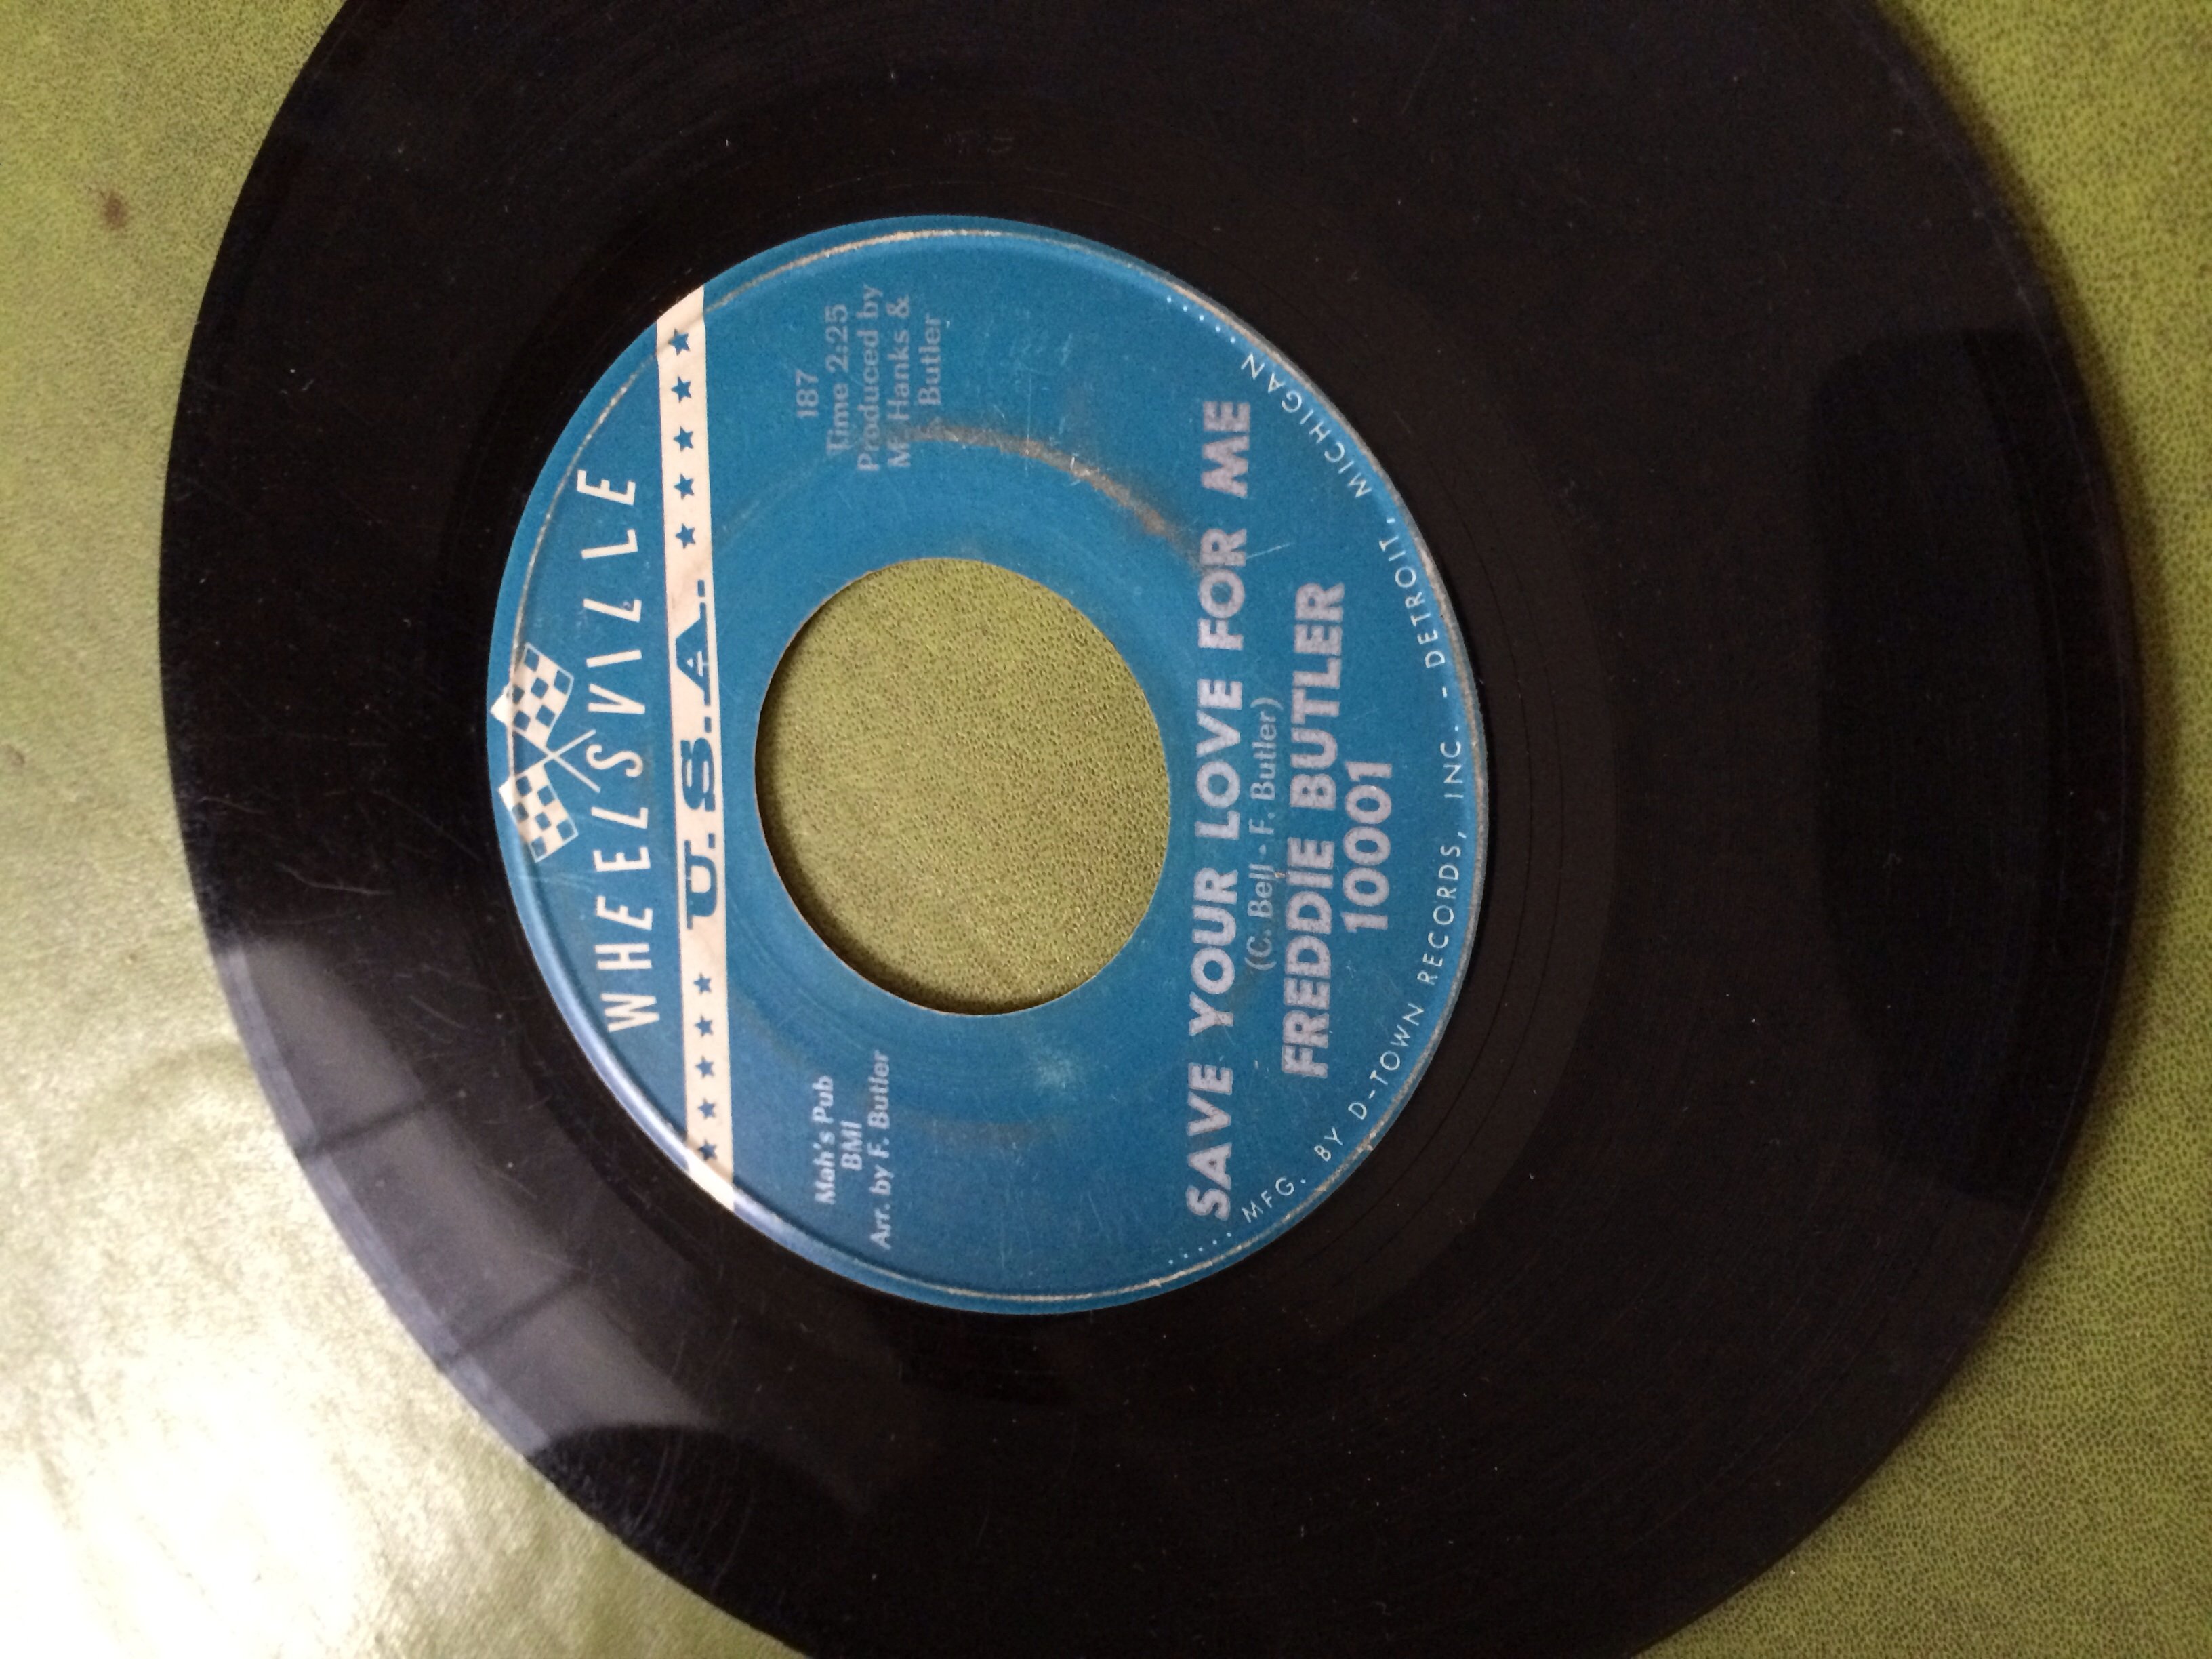 WHEELSVILLE
U.S.A.
Mah's Pub
BMI
Arr. by F. Butler
187
Time 2:25
Produced by
M. Hanks &
Butler
SAVE YOUR LOVE FOR ME
(C. Bell - F. Butler)
FREDDIE BUTLER
10001
MFG. BY D-TOWN RECORDS, INC. - DETROIT, MICHIGAN